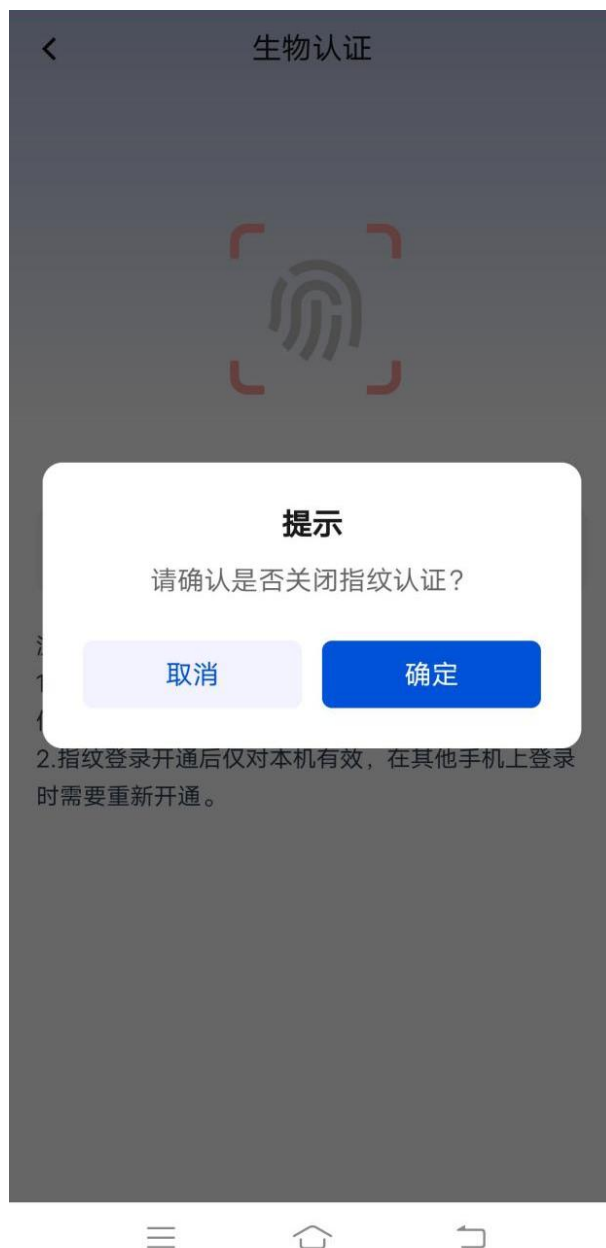 生物认证
提示
请确认是否关闭指纹认证？
取消
确定
2.指纹登录开通后仅对本机有效，在其他手机上登录
时需要重新开通。